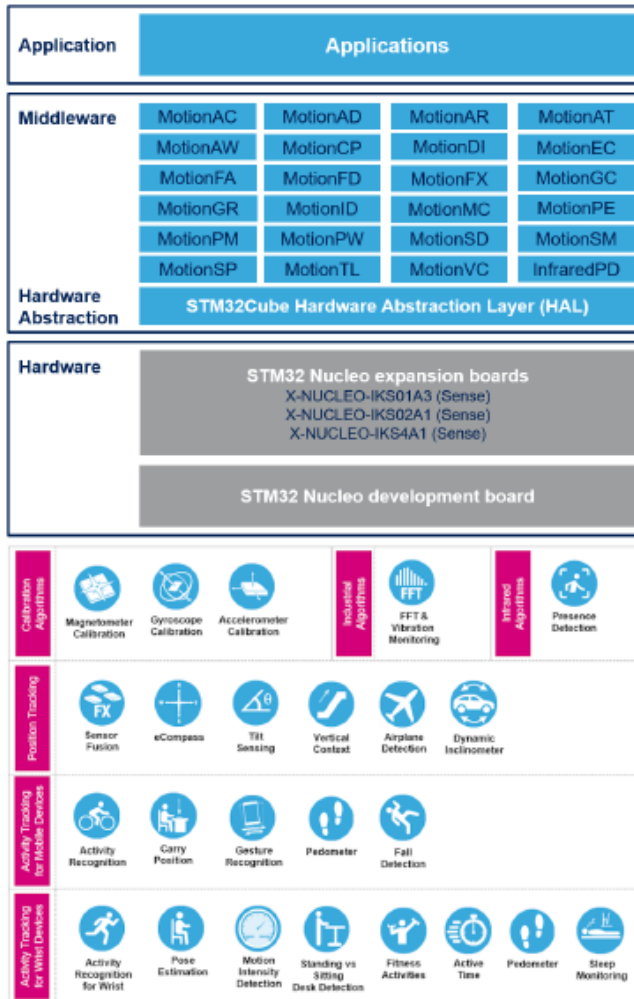 Application
Applications
Middleware
MotionAC MotionAD MotionAR MotionAT
MotionAW MotionCP MotionDI MotionEC
MotionFA MotionFD MotionFX MotionGC
MotionGR MotionID MotionMC MotionPE
MotionPM MotionPW MotionSD MotionSM
MotionSP MotionTL MotionVC InfraredPD
Hardware
Abstraction
STM32Cube Hardware Abstraction Layer (HAL)
Hardware
STM32 Nucleo expansion boards
X-NUCLEO-IKS01A3 (Sense)
X-NUCLEO-IKS02A1 (Sense)
X-NUCLEO-IKS4A1 (Sense)
STM32 Nucleo development board
Calibration
Algorithms
Magnetometer
Calibration
Gyroscope
Calibration
Accelerometer
Calibration
Industrial
Algorithms
FFT
FFT &
Vibration
Monitoring
Infrared
Algorithms
Presence
Detection
Position Tracking
FX
Sensor
Fusion
eCompass
θ
Tilt
Sensing
Vertical
Context
Airplane
Detection
Dynamic
Inclinometer
Activity Tracking
for Mobile Devices
Activity
Recognition
Carry
Position
Gesture
Recognition
Pedometer
Fall
Detection
Activity Tracking
for Wrist Devices
Activity
Recognition
for Wrist
Pose
Estimation
Motion
Intensity
Detection
Standing vs
Sitting
Desk Detection
Fitness
Activities
Active
Time
Pedometer
Sleep
Monitoring